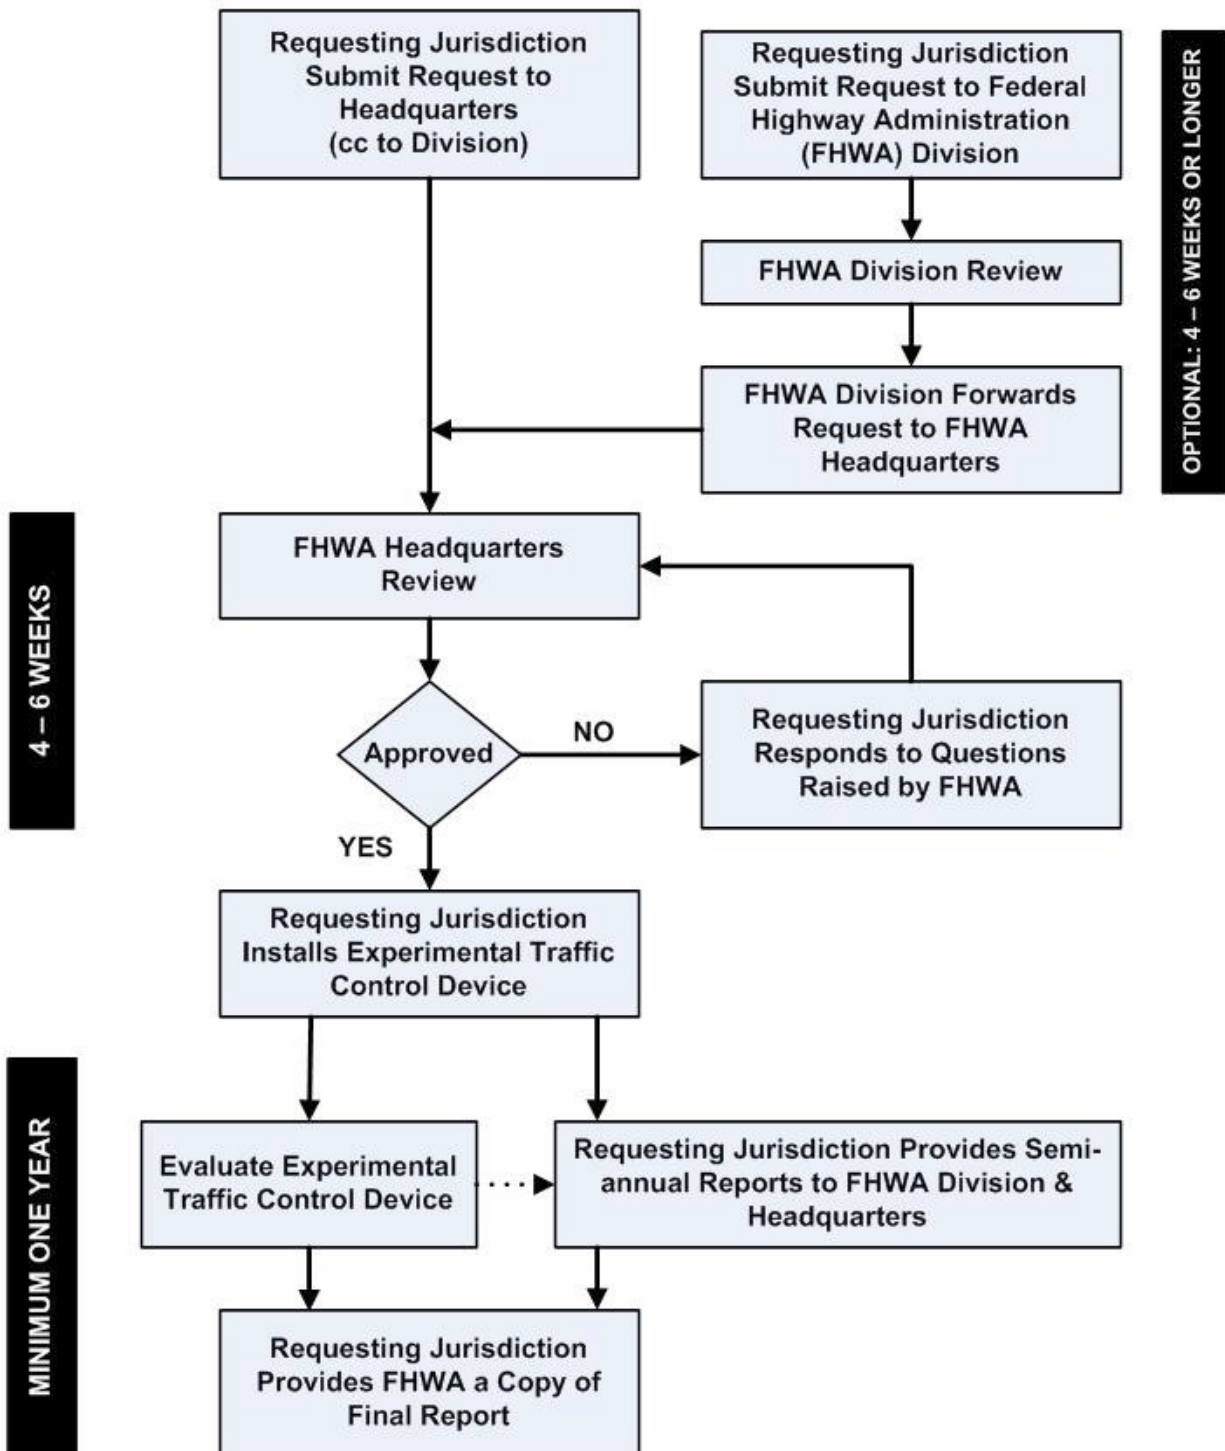 Requesting Jurisdiction
Submit Request to
Headquarters
(cc to Division)
Requesting Jurisdiction
Submit Request to Federal
Highway Administration
(FHWA) Division
OPTIONAL: 4 – 6 WEEKS OR LONGER
FHWA Division Review
FHWA Division Forwards
Request to FHWA
Headquarters
4 – 6 WEEKS
FHWA Headquarters
Review
Approved
NO
Requesting Jurisdiction
Responds to Questions
Raised by FHWA
YES
Requesting Jurisdiction
Installs Experimental Traffic
Control Device
MINIMUM ONE YEAR
Evaluate Experimental
Traffic Control Device
Requesting Jurisdiction Provides Semi-
annual Reports to FHWA Division &
Headquarters
Requesting Jurisdiction
Provides FHWA a Copy of
Final Report